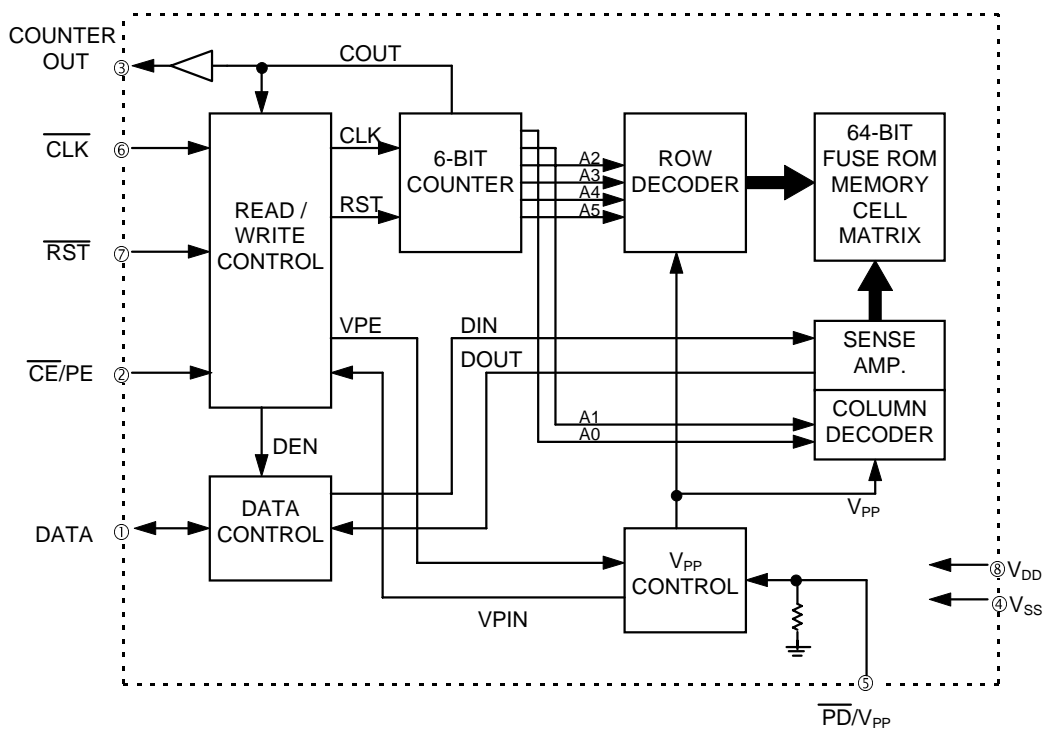 COUNTER
OUT
③
COUT
CLK
⑥
CLK
6-BIT
COUNTER
A2
A3
A4
A5
ROW
DECODER
64-BIT
FUSE ROM
MEMORY
CELL
MATRIX
READ /
WRITE
CONTROL
RST
RST
⑦
VPE
DIN
DOUT
SENSE
AMP.
CE/PE
②
A1
A0
COLUMN
DECODER
DEN
DATA
①
DATA
CONTROL
VPP
VPP
CONTROL
VPIN
⑧VDD
④VSS
⑤
PD/VPP